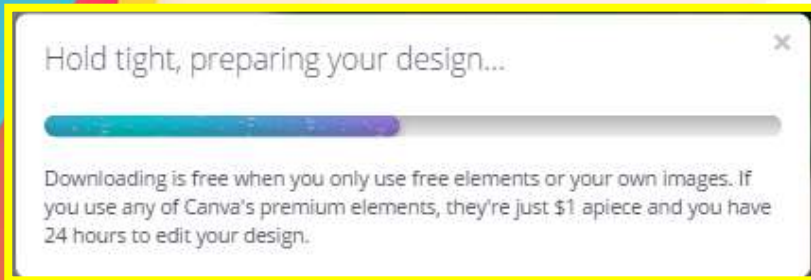 Hold tight, preparing your design...
Downloading is free when you only use free elements or your own images. If
you use any of Canva's premium elements, they're just $1 apiece and you have
24 hours to edit your design.